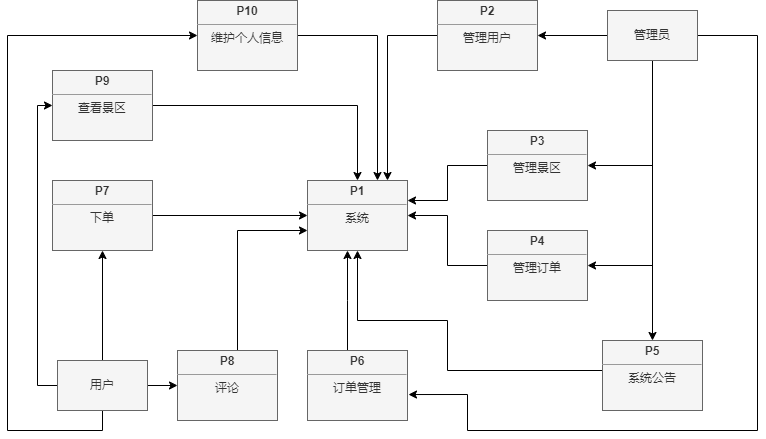 P10
维护个人信息
P2
管理用户
管理员
P9
查看景区
P3
管理景区
P7
下单
P1
系统
P4
管理订单
P5
系统公告
用户
P8
评论
P6
订单管理